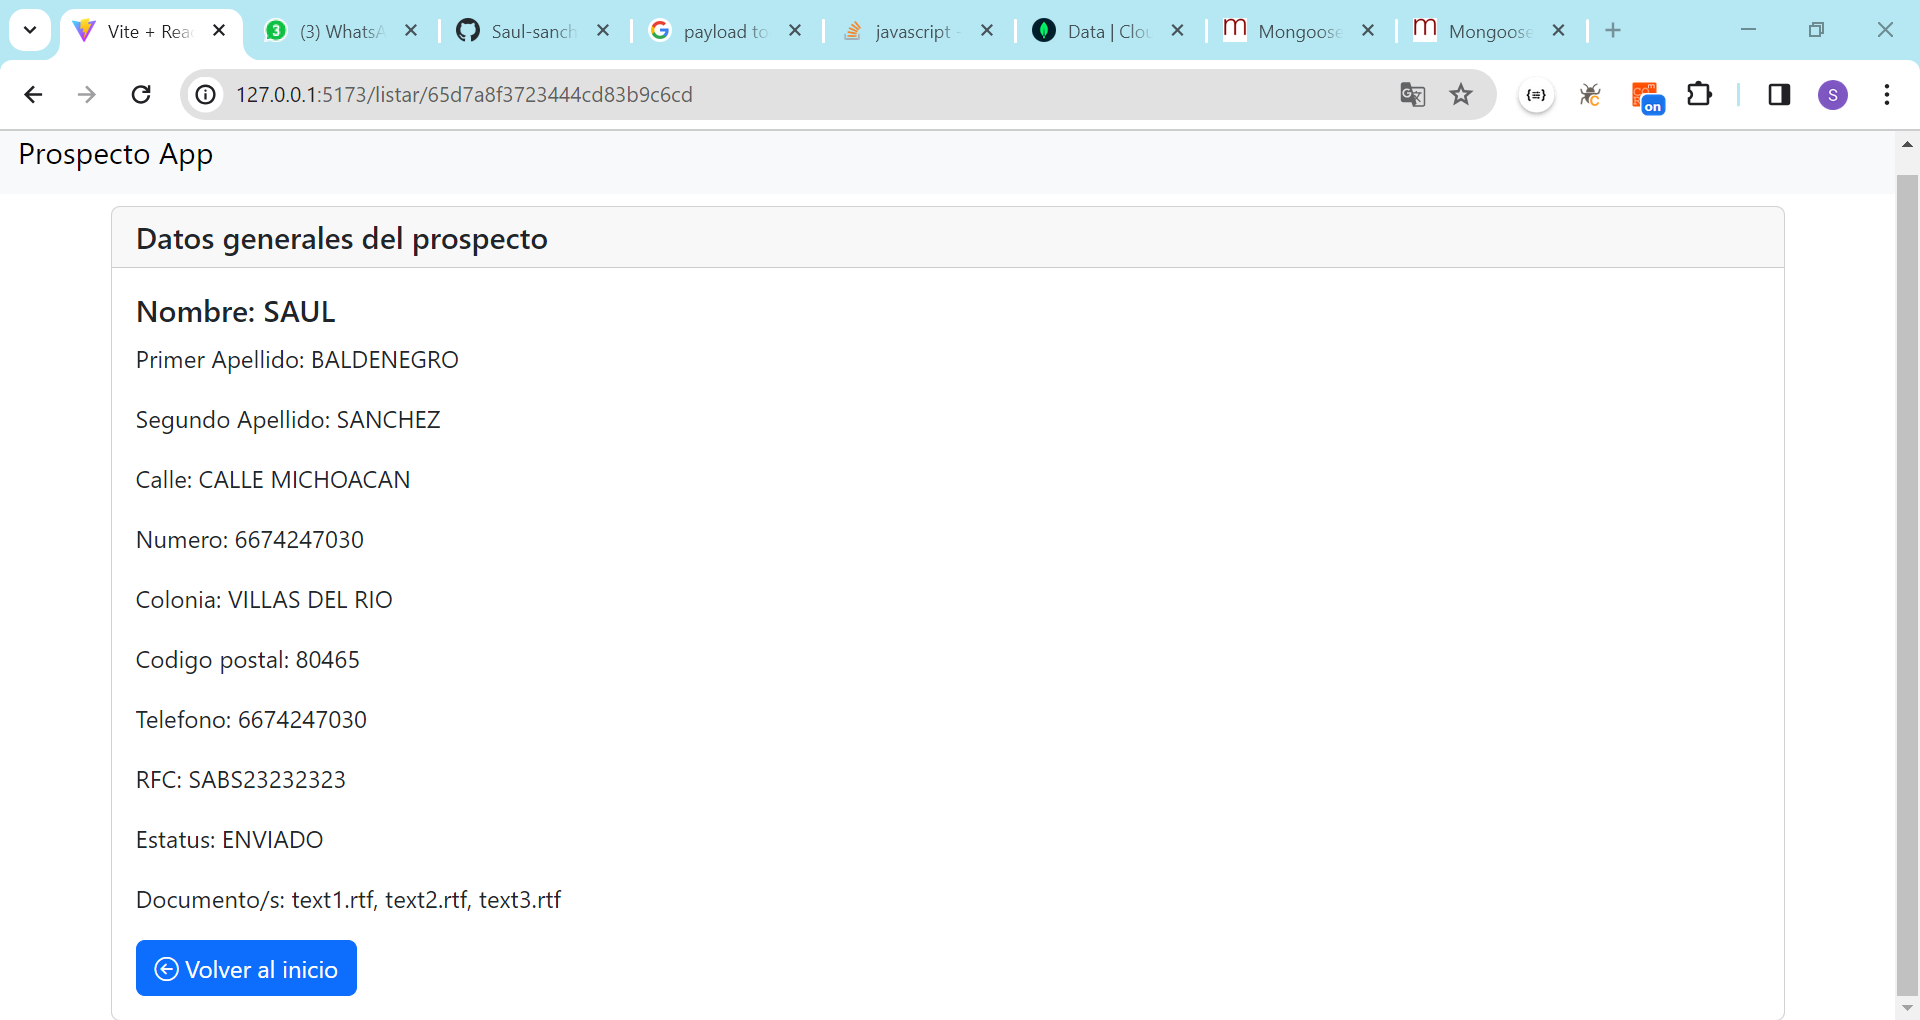 Vite + Rea
(3) WhatsA
Saul-sanch
payload to
javascript -
Data | Clou
Mongoose
Mongoose
127.0.0.1:5173/listar/65d7a8f3723444cd83b9c6cd
on
S
Prospecto App
Datos generales del prospecto
Nombre: SAUL
Primer Apellido: BALDENEGRO
Segundo Apellido: SANCHEZ
Calle: CALLE MICHOACAN
Numero: 6674247030
Colonia: VILLAS DEL RIO
Codigo postal: 80465
Telefono: 6674247030
RFC: SABS23232323
Estatus: ENVIADO
Documento/s: text1.rtf, text2.rtf, text3.rtf
Volver al inicio